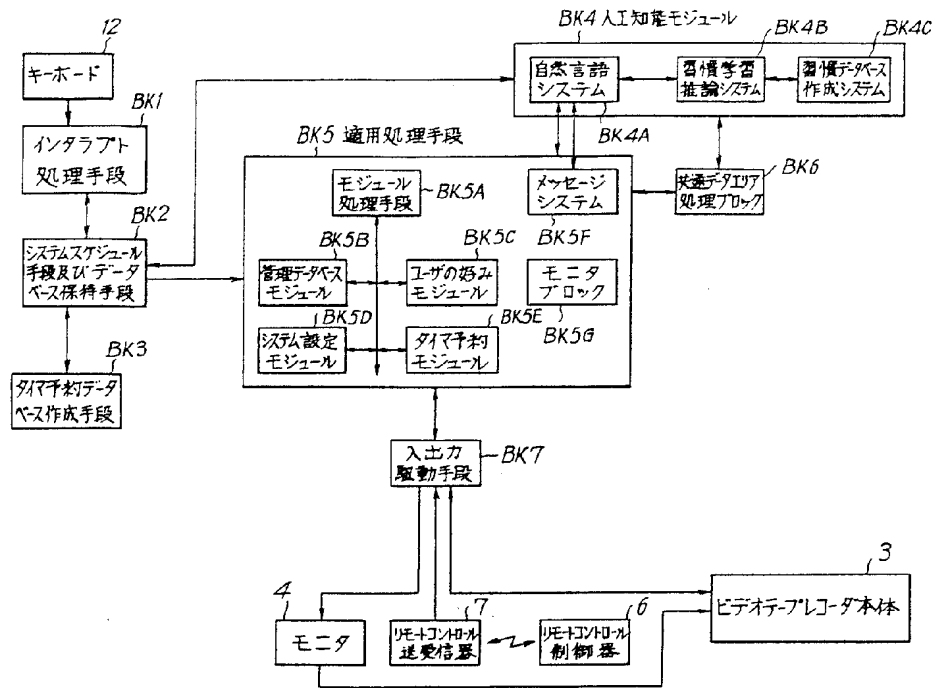 BK4 人工知能モジュール
BK4B
BK4C
12
キーボード
自然言語
システム
習慣学習
推論システム
習慣データベース
作成システム
BK1
BK4A
インタラプト
処理手段
BK5 適用処理手段
BK6
モジュール
処理手段
BK5A
メッセージ
システム
共通データエリア
処理ブロック
BK2
BK5B
BK5C
BK5F
システムスケジュール
手段及びデータ
ベース保持手段
管理データベース
モジュール
ユーザの好み
モジュール
モニタ
ブロック
BK5D
BK5E
BK5G
システム設定
モジュール
タイマ予約
モジュール
BK3
タイマ予約データ
ベース作成手段
入出力
駆動手段
BK7
3
4
7
6
ビデオテープレコーダ本体
モニタ
リモートコントロール
送受信器
リモートコントロール
制御器